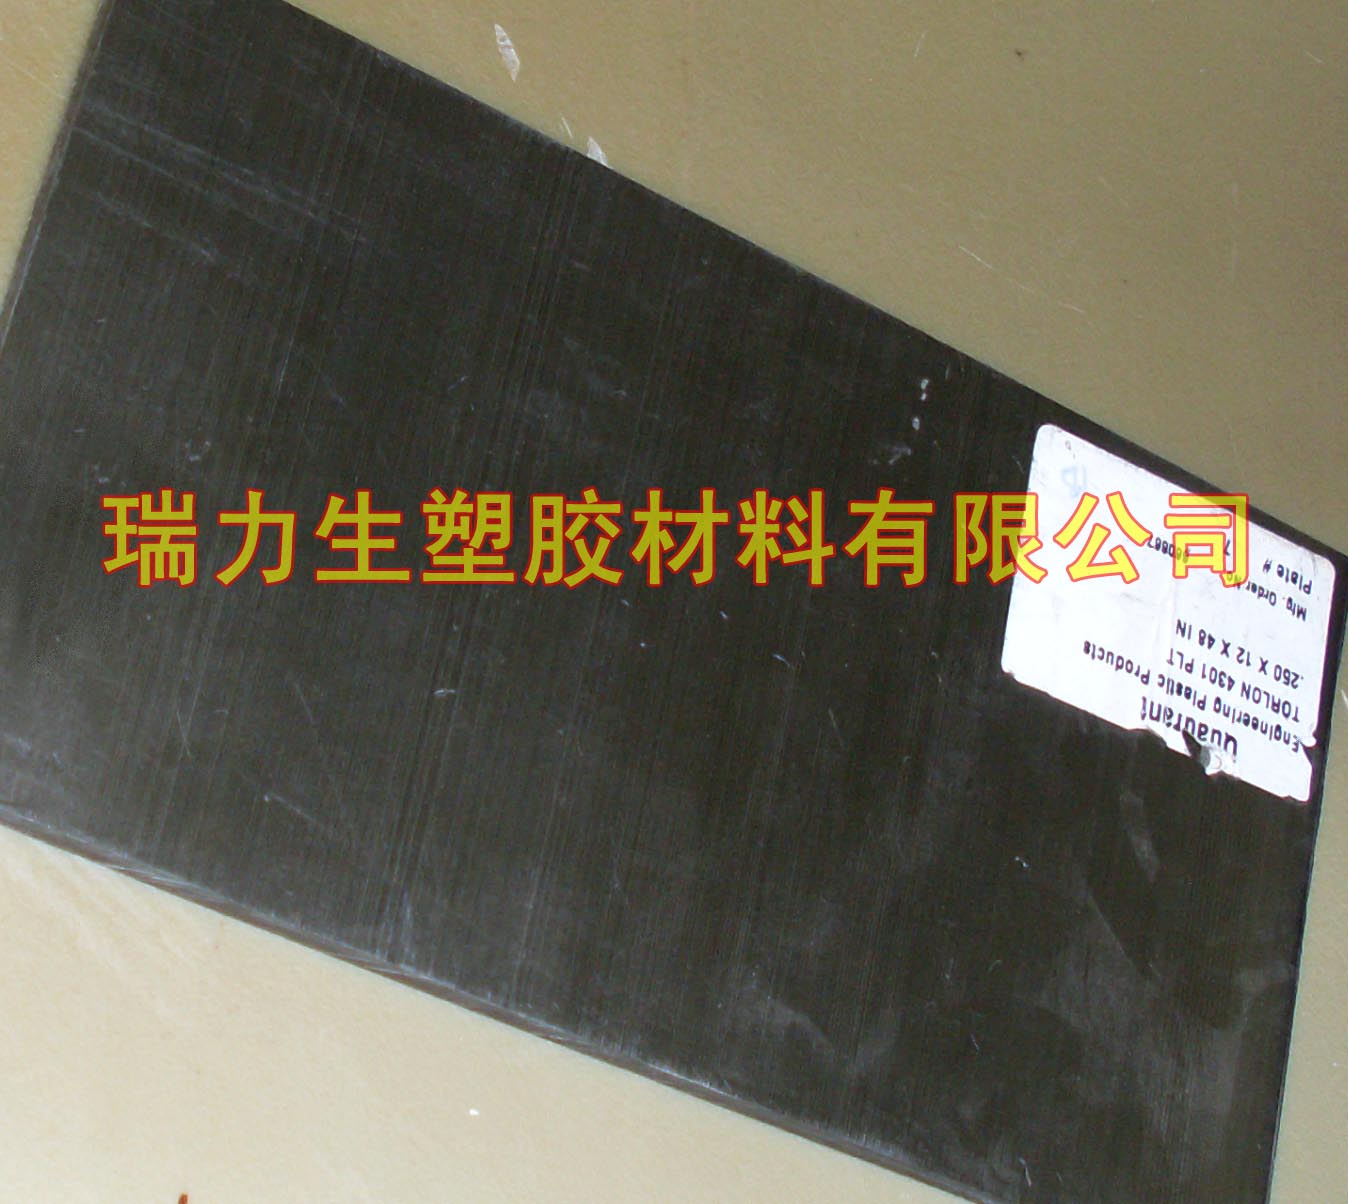 瑞力生塑胶材料有限公司
Quadrant
Engineering Plastic Products
TORLON 4301 PLT
.250 X 12 X 48 IN
Mfg. Order No
Plate #